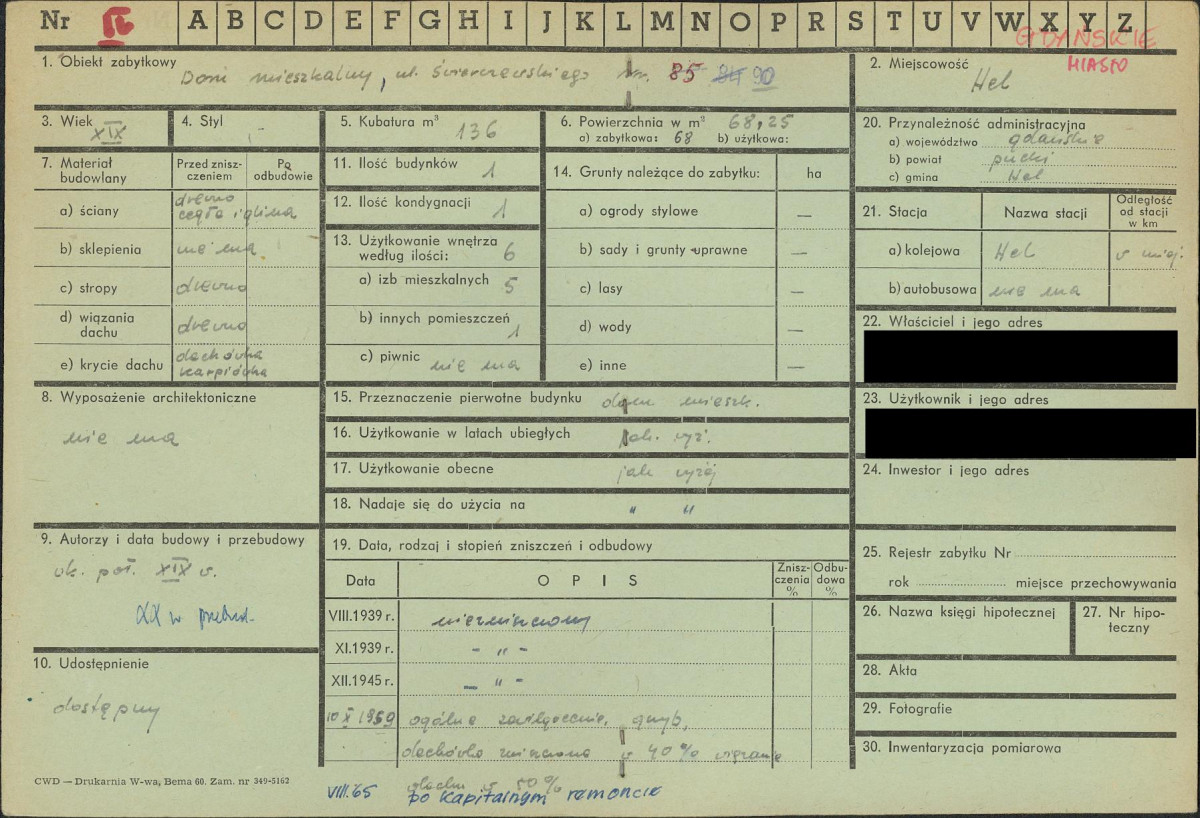 Nr IV A B C D E F G H I J K L M N O P R S T U V W X Y Z
GDYŃSKIE
MIASTO
1. Obiekt zabytkowy Dom mieszkalny, ul. Świerczewskiego nr. 85 84 90
2. Miejscowość Hel
3. Wiek XIX
4. Styl -
5. Kubatura m³ 136
6. Powierzchnia w m² 68,25
a) zabytkowa: 68 b) użytkowa:
7. Materiał budowlany
Przed zniszczeniem
Po odbudowie
a) ściany drewno cegła i glina
b) sklepienia nie ma
c) stropy drewno
d) wiązania dachu drewno
e) krycie dachu dachówka karpiówka
8. Wyposażenie architektoniczne
nie ma
9. Autorzy i data budowy i przebudowy
ok. poł. XIX w.
XX w przebud.
10. Udostępnienie
dostępny
11. Ilość budynków 1
12. Ilość kondygnacji 1
13. Użytkowanie wnętrza według ilości: 6
a) izb mieszkalnych 5
b) innych pomieszczeń 1
c) piwnic nie ma
14. Grunty należące do zabytku: ha
a) ogrody stylowe —
b) sady i grunty uprawne —
c) lasy —
d) wody —
e) inne —
15. Przeznaczenie pierwotne budynku dom mieszk.
16. Użytkowanie w latach ubiegłych jak. wyż.
17. Użytkowanie obecne jak wyżej
18. Nadaje się do użycia na " "
19. Data, rodzaj i stopień zniszczeń i odbudowy
Data OPIS Zniszczenia % Odbudowa %
VIII.1939 r. niezniszczony
XI.1939 r. - " -
XII.1945 r. - " -
10 X 1959 ogólne zawilgocenie, grzyb,
dachówka zniszczona w 40%
dachu w 50%
VIII.'65 po kapitalnym remoncie
20. Przynależność administracyjna
a) województwo gdańskie
b) powiat pucki
c) gmina Hel
21. Stacja Nazwa stacji Odległość od stacji w km
a) kolejowa Hel w miej.
b) autobusowa nie ma
22. Właściciel i jego adres
23. Użytkownik i jego adres
24. Inwestor i jego adres
25. Rejestr zabytku Nr
rok miejsce przechowywania
26. Nazwa księgi hipotecznej
27. Nr hipoteczny
28. Akta
29. Fotografie
30. Inwentaryzacja pomiarowa
CWD — Drukarnia W-wa, Bema 60. Zam. nr 349-5162